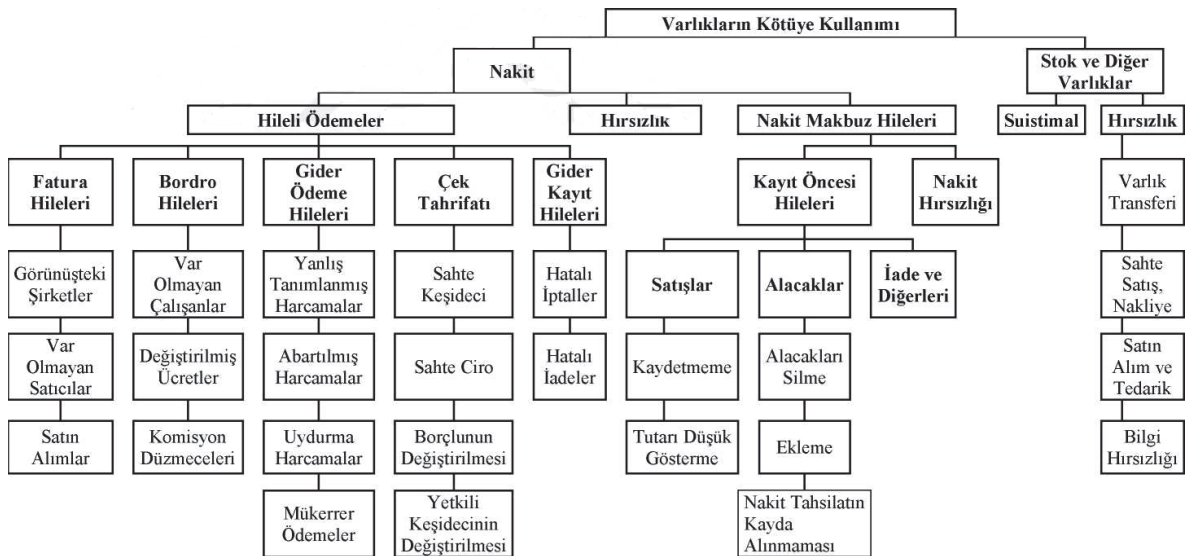 Varlıkların Kötüye Kullanımı
Nakit
Stok ve Diğer
Varlıklar
Hileli Ödemeler
Hırsızlık
Nakit Makbuz Hileleri
Suistimal
Hırsızlık
Fatura
Hileleri
Bordro
Hileleri
Gider
Ödeme
Hileleri
Çek
Tahrifatı
Gider
Kayıt
Hileleri
Kayıt Öncesi
Hileleri
Nakit
Hırsızlığı
Varlık
Transferi
Görünüşteki
Şirketler
Var
Olmayan
Çalışanlar
Yanlış
Tanımlanmış
Harcamalar
Sahte
Keşideci
Hatalı
İptaller
Satışlar
Alacaklar
İade ve
Diğerleri
Sahte
Satış,
Nakliye
Var
Olmayan
Satıcılar
Değiştirilmiş
Ücretler
Abartılmış
Harcamalar
Sahte Ciro
Hatalı
İadeler
Kaydetmeme
Alacakları
Silme
Satın
Alım ve
Tedarik
Satın
Alımlar
Komisyon
Düzmeceleri
Uydurma
Harcamalar
Borçlunun
Değiştirilmesi
Tutarı Düşük
Gösterme
Ekleme
Bilgi
Hırsızlığı
Mükerrer
Ödemeler
Yetkili
Keşidecinin
Değiştirilmesi
Nakit Tahsilatın
Kayda
Alınmaması